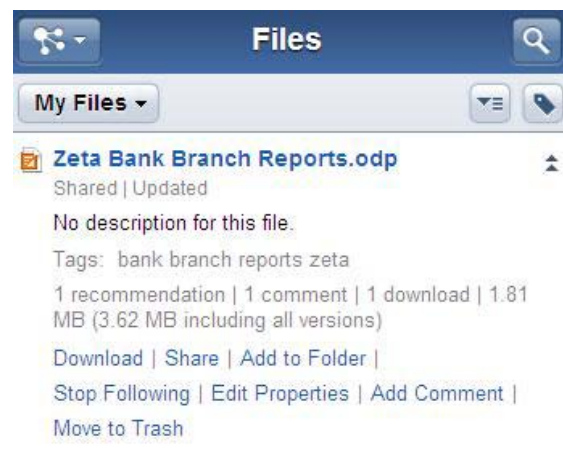 Files
My Files
Zeta Bank Branch Reports.odp
Shared | Updated
No description for this file.
Tags: bank branch reports zeta
1 recommendation | 1 comment | 1 download | 1.81
MB (3.62 MB including all versions)
Download | Share | Add to Folder |
Stop Following | Edit Properties | Add Comment |
Move to Trash